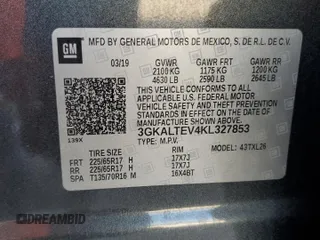 GM
MFD BY GENERAL MOTORS DE MEXICO, S. DE R.L. DE C.V.
03/19 GVWR GAWR FRT GAWR RR
2100 KG 1175 KG 1200 KG
4630 LB 2590 LB 2645 LB
THIS VEHICLE CONFORMS TO ALL
APPLICABLE U.S. FEDERAL MOTOR
VEHICLE SAFETY, BUMPER, AND THEFT
PREVENTION STANDARDS IN EFFECT ON
THE DATE OF MANUFACTURE SHOWN ABOVE.
3GKALTEV4KL327853
TYPE: M.P.V.
TIRE SIZE RIM
FRT 225/65R17 H 17X7J
RR 225/65R17 H 17X7J
SPA T135/70R16 M 16X4BT
MODEL: 43TXL26
AUTOBIDMASTER